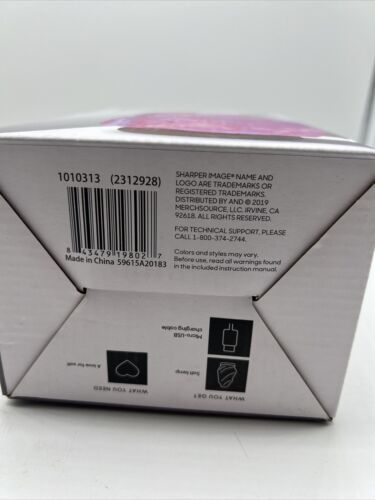 1010313 (2312928)
8 43479 19802 7
Made in China 59615A20183
SHARPER IMAGE® NAME AND
LOGO ARE TRADEMARKS OR
REGISTERED TRADEMARKS.
DISTRIBUTED BY AND © 2019
MERCHSOURCE, LLC. IRVINE, CA
92618. ALL RIGHTS RESERVED.
FOR TECHNICAL SUPPORT, PLEASE
CALL 1-800-374-2744.
Colors and styles may vary.
Before use, read all warnings found
in the included instruction manual.
WHAT YOU GET
Salt lamp
Micro-USB
charging cable
WHAT YOU NEED
A love for salt